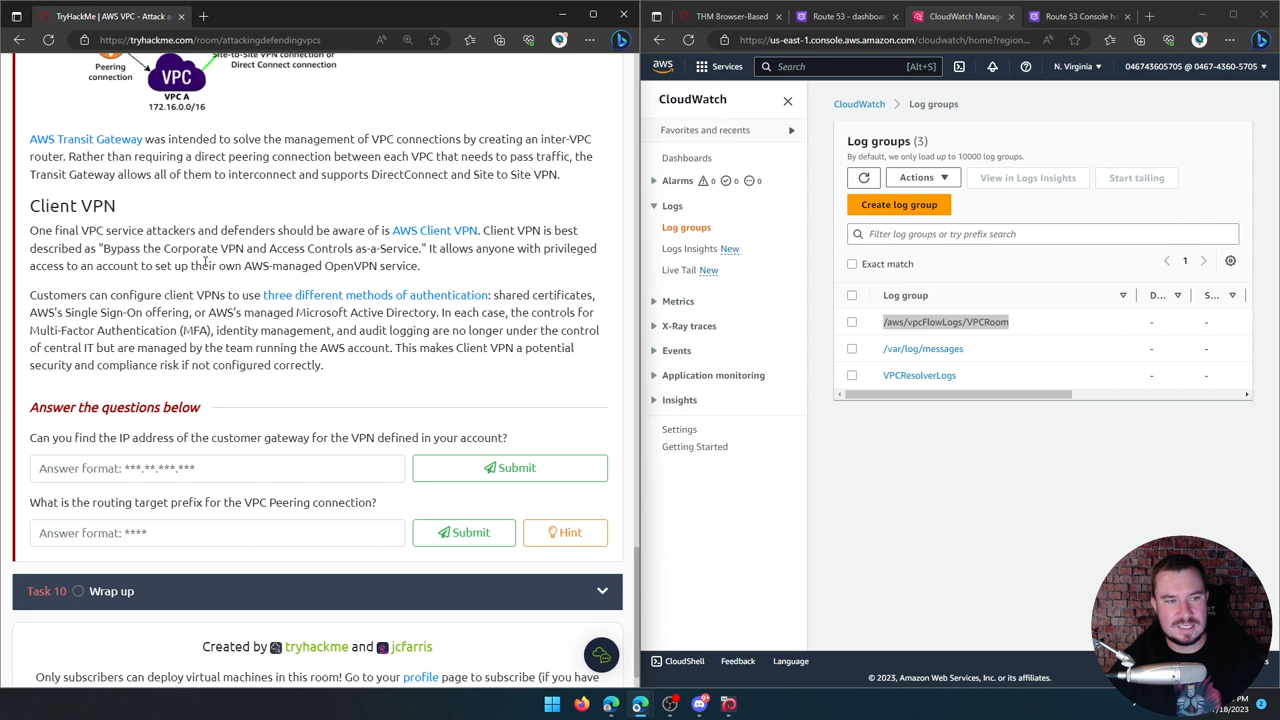 TryHackMe | AWS VPC - Attac
https://tryhackme.com/room/attackingdefendingvpcs
Peering
connection
Site-to-Site VPN connection or
Direct Connect connection
VPC
VPC A
172.16.0.0/16
AWS Transit Gateway was intended to solve the management of VPC connections by creating an inter-VPC
router. Rather than requiring a direct peering connection between each VPC that needs to pass traffic, the
Transit Gateway allows all of them to interconnect and supports DirectConnect and Site to Site VPN.
Client VPN
One final VPC service attackers and defenders should be aware of is AWS Client VPN. Client VPN is best
described as "Bypass the Corporate VPN and Access Controls as-a-Service." It allows anyone with privileged
access to an account to set up their own AWS-managed OpenVPN service.
Customers can configure client VPNs to use three different methods of authentication: shared certificates,
AWS's Single Sign-On offering, or AWS's managed Microsoft Active Directory. In each case, the controls for
Multi-Factor Authentication (MFA), identity management, and audit logging are no longer under the control
of central IT but are managed by the team running the AWS account. This makes Client VPN a potential
security and compliance risk if not configured correctly.
Answer the questions below
Can you find the IP address of the customer gateway for the VPN defined in your account?
Answer format: ***.**.***.***
Submit
What is the routing target prefix for the VPC Peering connection?
Answer format: ****
Submit
Hint
Task 10
Wrap up
Created by tryhackme and jcfarris
Only subscribers can deploy virtual machines in this room! Go to your profile page to subscribe (if you have
THM Browser-Based
Route 53 - dashboa
CloudWatch
Route 53 Console h
https://us-east-1.console.aws.amazon.com/cloudwatch/home?region...
aws
Services
Search
[Alt+S]
N. Virginia
046743605705 @ 0467-4360-5705
CloudWatch
Favorites and recents
Dashboards
Alarms 0 0 0
Logs
Log groups
Logs Insights New
Live Tail New
Metrics
X-Ray traces
Events
Application monitoring
Insights
Settings
Getting Started
CloudWatch
Log groups
Log groups (3)
By default, we only load up to 10000 log groups.
Actions
View in Logs Insights
Start tailing
Create log group
Filter log groups or try prefix search
1
Exact match
Log group
D...
S...
/aws/vpcFlowLogs/VPCRoom
-
-
/var/log/messages
-
-
VPCResolverLogs
-
-
CloudShell
Feedback
Language
© 2023, Amazon Web Services, Inc. or its affiliates.
PM
/18/2023
2